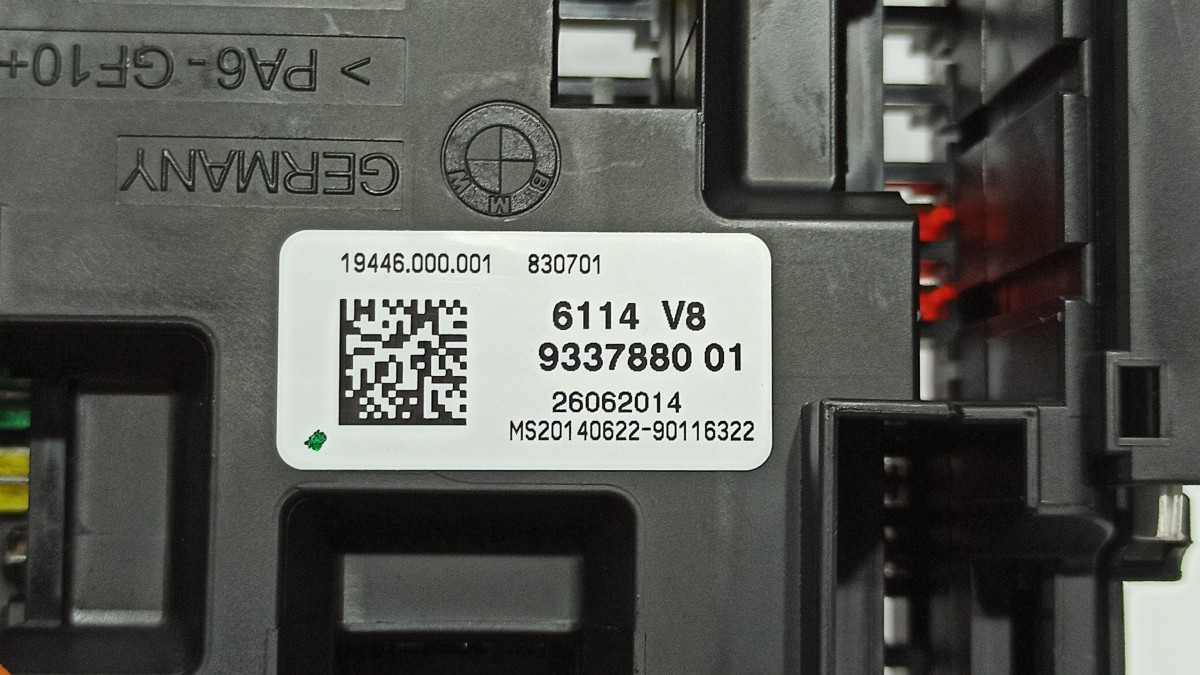 > PA6-GF10+
GERMANY
BMW
19446.000.001 830701
6114 V8
9337880 01
26062014
MS20140622-90116322